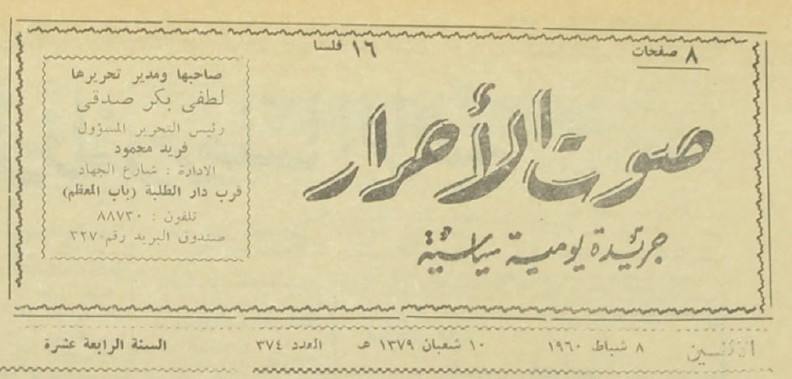 ٨ صفحات
١٦ فلسا
صوت الأحرار
جريدة يومية سياسية
صاحبها ومدير تحريرها
لطفي بكر صدقي
رئيس التحرير المسؤول
فريد محمود
الادارة : شارع الجهاد
قرب دار الطلبة (باب المعظم)
تلفون : ٨٨٧٣٠
صندوق البريد رقم ٣٢٧
الاثنين ٨ شباط ١٩٦٠ ١٠ شعبان ١٣٧٩ هـ العدد ٣٧٤ السنة الرابعة عشرة